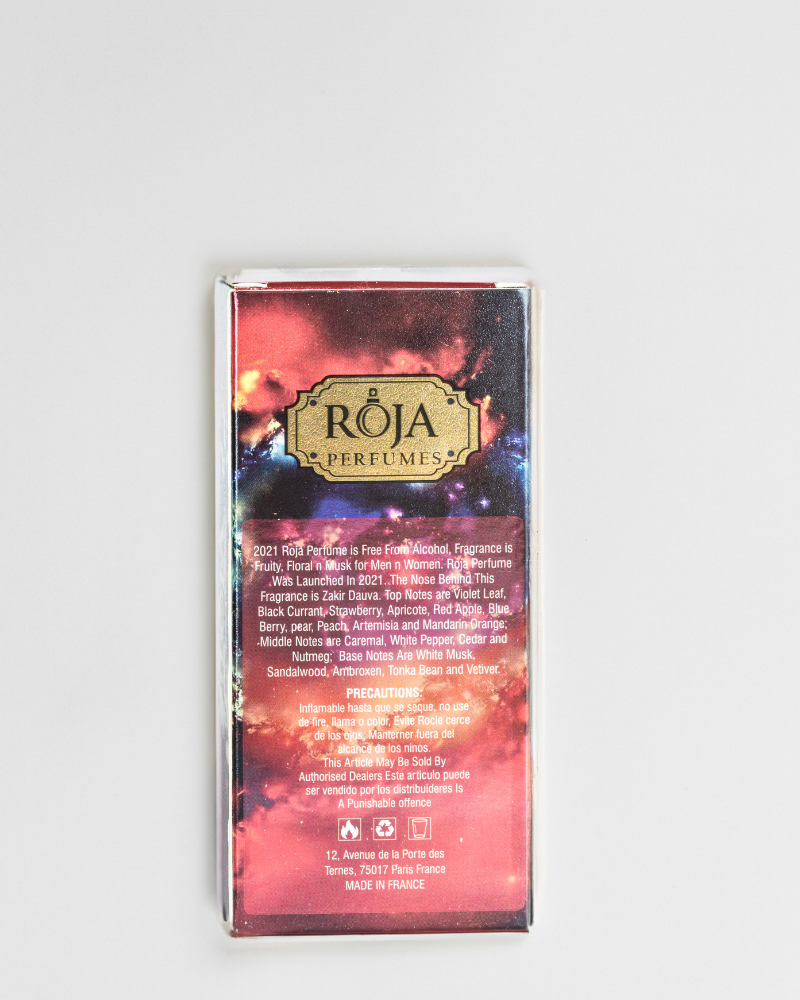 ROJA
PERFUMES
2021 Roja Perfume is Free From Alcohol, Fragrance is
Fruity, Floral n Musk for Men n Women. Roja Perfume
Was Launched In 2021. The Nose Behind This
Fragrance is Zakir Dauva. Top Notes are Violet Leaf,
Black Currant, Strawberry, Apricote, Red Apple, Blue
Berry, pear, Peach, Artemisia and Mandarin Orange;
Middle Notes are Caremal, White Pepper, Cedar and
Nutmeg; Base Notes Are White Musk,
Sandalwood, Ambroxen, Tonka Bean and Vetiver.
PRECAUTIONS:
Inflamable hasta que se seque, no use
de fire, llama o color, Evite Rocie cerce
de los ojos, Manterner fuera del
alcance de los ninos.
This Article May Be Sold By
Authorised Dealers Este articulo puede
ser vendido por los distribuideres Is
A Punishable offence
12, Avenue de la Porte des
Ternes, 75017 Paris France
MADE IN FRANCE